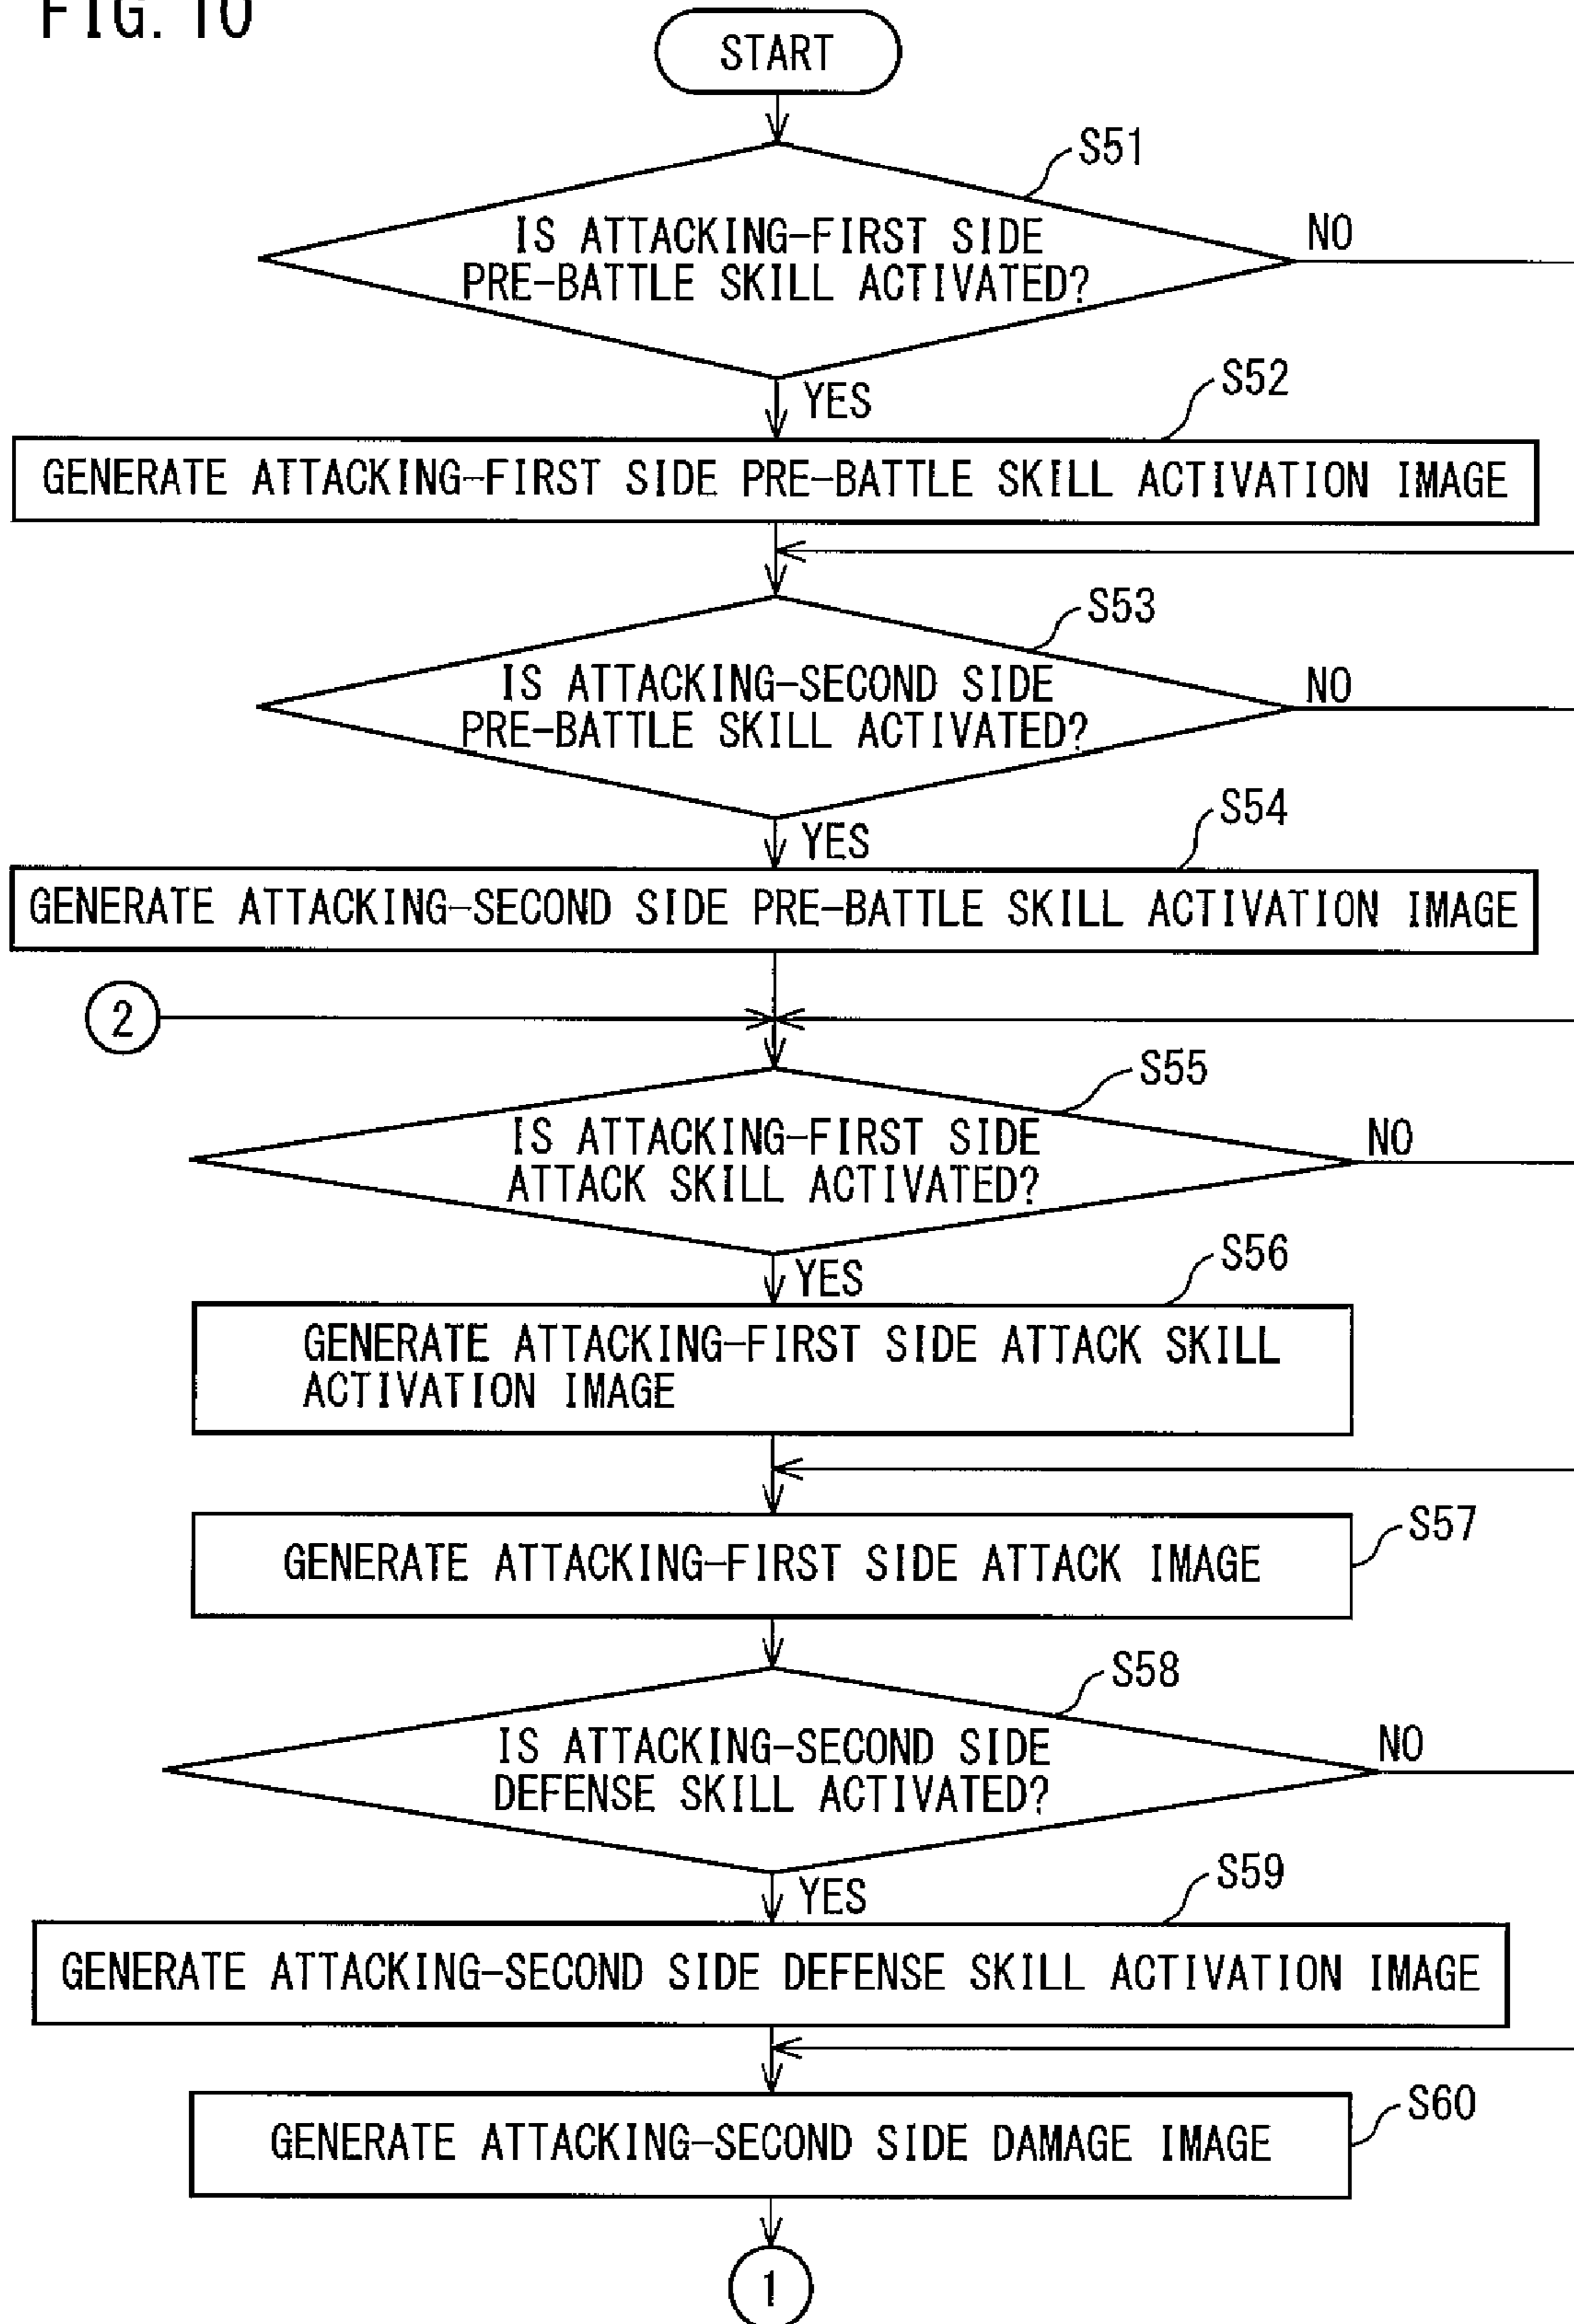 FIG. 10
START
S51
IS ATTACKING-FIRST SIDE
PRE-BATTLE SKILL ACTIVATED?
NO
YES
S52
GENERATE ATTACKING-FIRST SIDE PRE-BATTLE SKILL ACTIVATION IMAGE
S53
IS ATTACKING-SECOND SIDE
PRE-BATTLE SKILL ACTIVATED?
NO
YES
S54
GENERATE ATTACKING-SECOND SIDE PRE-BATTLE SKILL ACTIVATION IMAGE
2
S55
IS ATTACKING-FIRST SIDE
ATTACK SKILL ACTIVATED?
NO
YES
S56
GENERATE ATTACKING-FIRST SIDE ATTACK SKILL
ACTIVATION IMAGE
S57
GENERATE ATTACKING-FIRST SIDE ATTACK IMAGE
S58
IS ATTACKING-SECOND SIDE
DEFENSE SKILL ACTIVATED?
NO
YES
S59
GENERATE ATTACKING-SECOND SIDE DEFENSE SKILL ACTIVATION IMAGE
S60
GENERATE ATTACKING-SECOND SIDE DAMAGE IMAGE
1